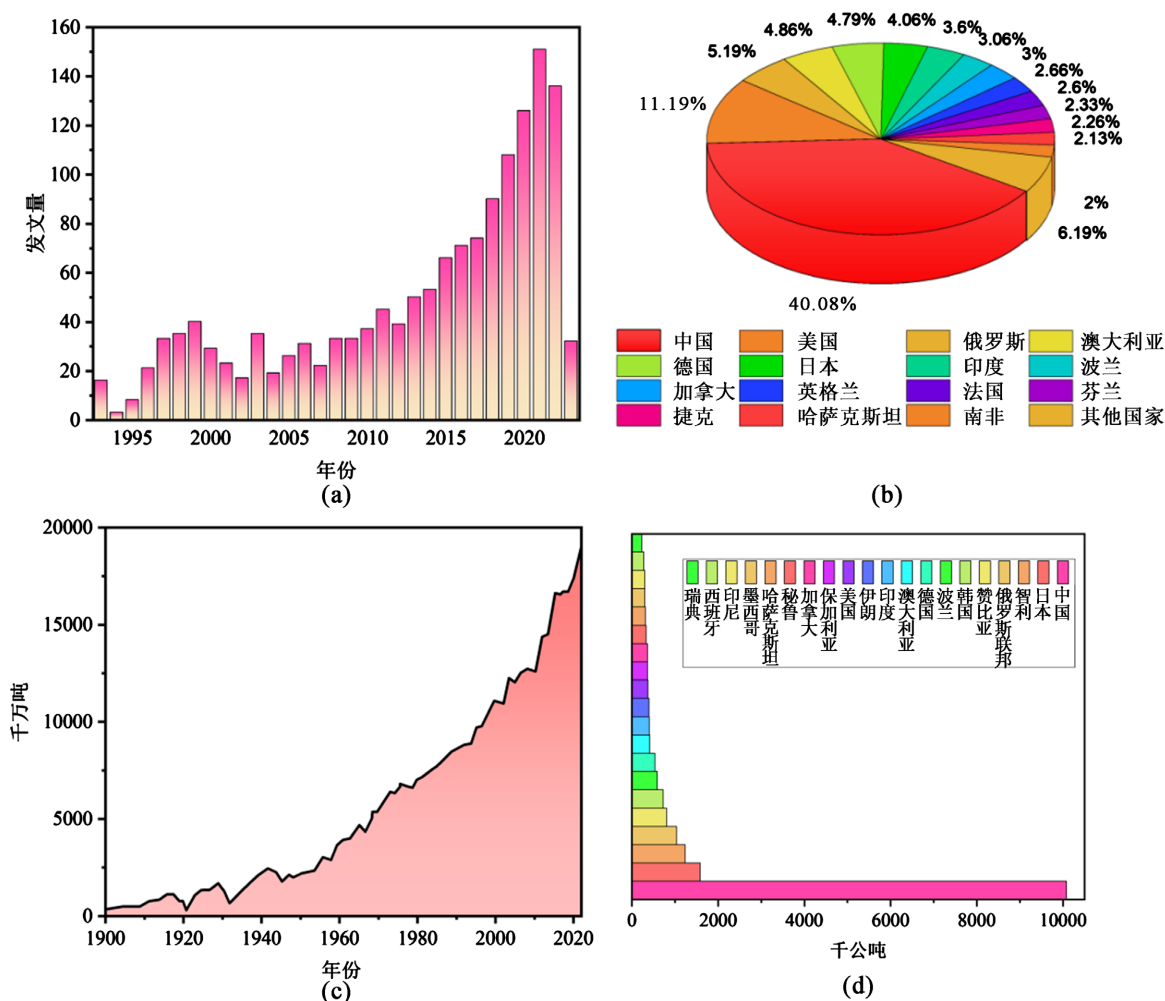 160
140
120
100
80
60
40
20
0
发文量
1995 2000 2005 2010 2015 2020
年份
(a)
4.79% 4.06%
4.86% 3.6%
5.19% 3.06%
3%
2.66%
11.19% 2.6%
2.33%
2.26%
2.13%
2%
6.19%
40.08%
中国 美国 俄罗斯 澳大利亚
德国 日本 印度 波兰
加拿大 英格兰 法国 芬兰
捷克 哈萨克斯坦 南非 其他国家
(b)
20000
15000
10000
5000
0
千万吨
1900 1920 1940 1960 1980 2000 2020
年份
(c)
瑞典
西班牙
印尼
墨西哥
哈萨克斯坦
秘鲁
加拿大
保加利亚
美国
伊朗
印度
澳大利亚
德国
波兰
韩国
赞比亚
俄罗斯联邦
智利
日本
中国
0 2000 4000 6000 8000 10000
千公吨
(d)